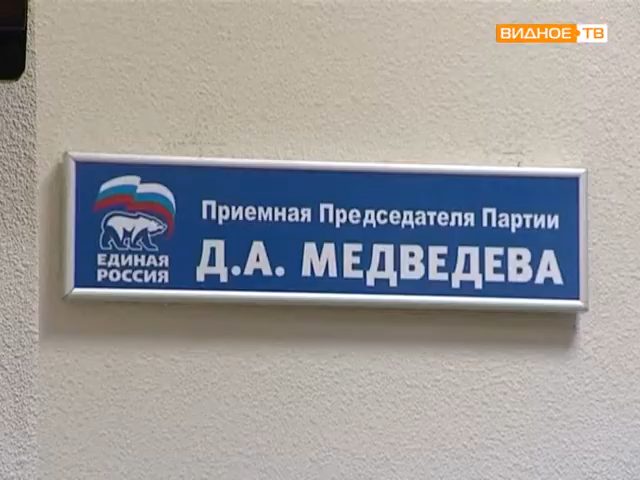 ВИДНОЕ ТВ
Приемная Председателя Партии
Д.А. МЕДВЕДЕВА
ЕДИНАЯ
РОССИЯ